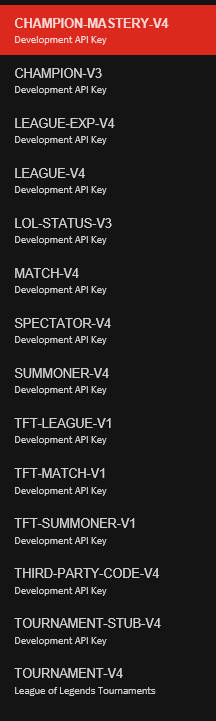 CHAMPION-MASTERY-V4
Development API Key
CHAMPION-V3
Development API Key
LEAGUE-EXP-V4
Development API Key
LEAGUE-V4
Development API Key
LOL-STATUS-V3
Development API Key
MATCH-V4
Development API Key
SPECTATOR-V4
Development API Key
SUMMONER-V4
Development API Key
TFT-LEAGUE-V1
Development API Key
TFT-MATCH-V1
Development API Key
TFT-SUMMONER-V1
Development API Key
THIRD-PARTY-CODE-V4
Development API Key
TOURNAMENT-STUB-V4
Development API Key
TOURNAMENT-V4
League of Legends Tournaments